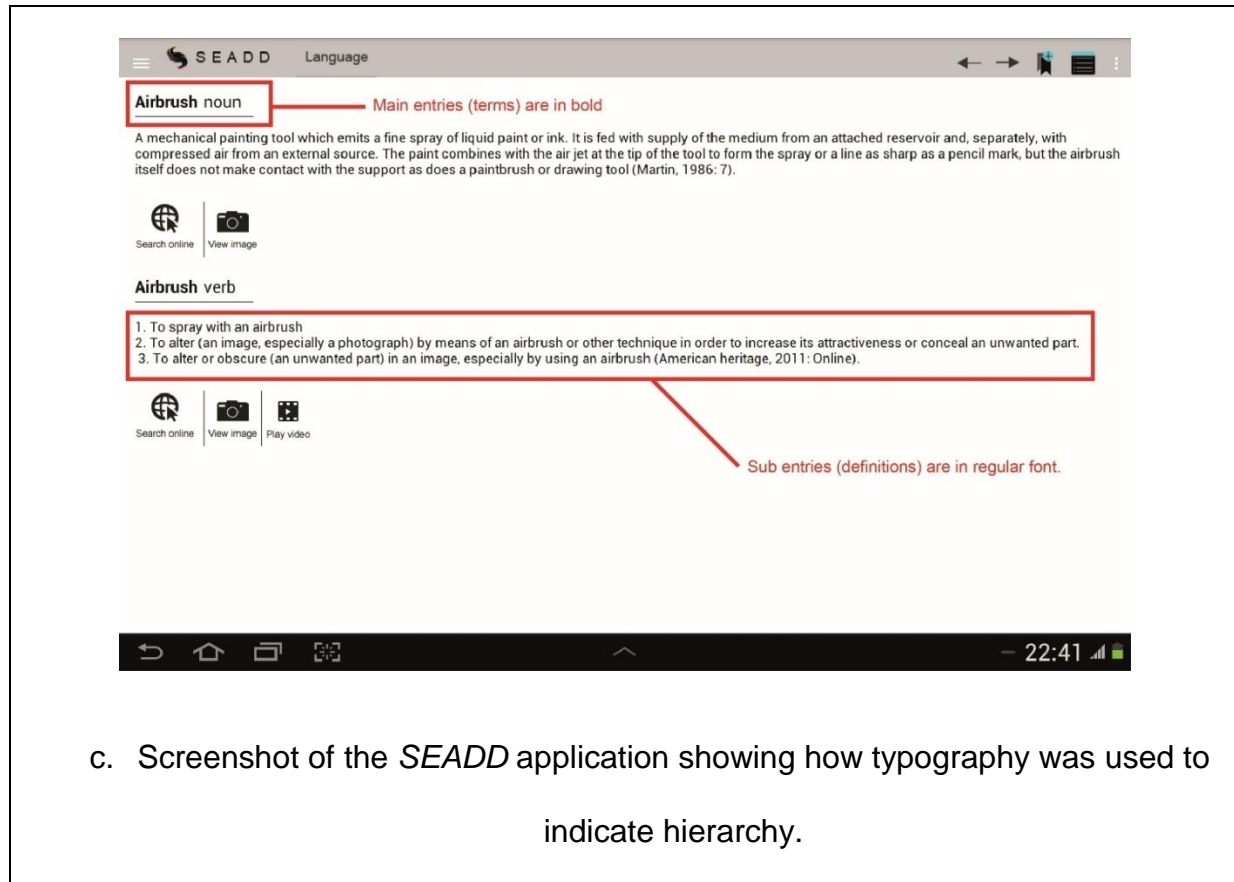 SEADD Language
Airbrush noun
Main entries (terms) are in bold
A mechanical painting tool which emits a fine spray of liquid paint or ink. It is fed with supply of the medium from an attached reservoir and, separately, with
compressed air from an external source. The paint combines with the air jet at the tip of the tool to form the spray or a line as sharp as a pencil mark, but the airbrush
itself does not make contact with the support as does a paintbrush or drawing tool (Martin, 1986: 7).
Search online View image
Airbrush verb
1. To spray with an airbrush
2. To alter (an image, especially a photograph) by means of an airbrush or other technique in order to increase its attractiveness or conceal an unwanted part.
3. To alter or obscure (an unwanted part) in an image, especially by using an airbrush (American heritage, 2011: Online).
Search online View image Play video
Sub entries (definitions) are in regular font.
22:41
c. Screenshot of the SEADD application showing how typography was used to
indicate hierarchy.